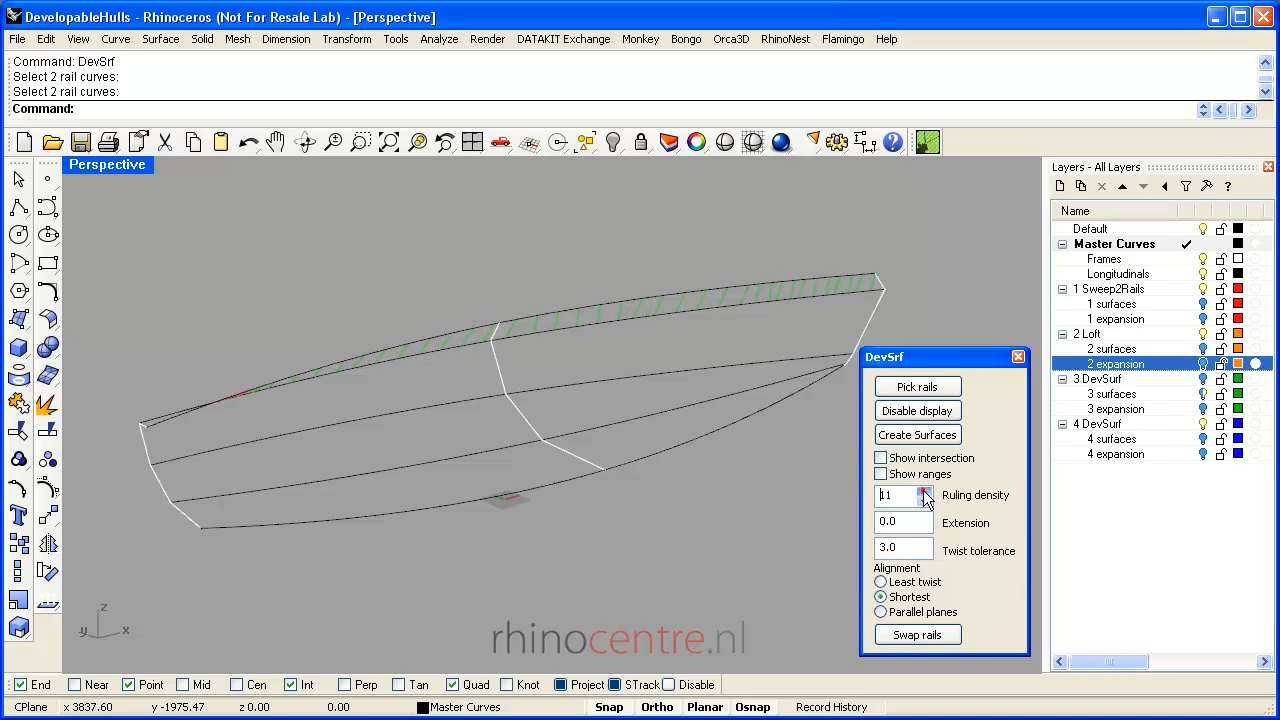 DevelopableHulls - Rhinoceros (Not For Resale Lab) - [Perspective]
File Edit View Curve Surface Solid Mesh Dimension Transform Tools Analyze Render DATAKIT Exchange Monkey Bongo Orca3D RhinoNest Flamingo Help
Command: DevSrf
Select 2 rail curves:
Select 2 rail curves:
Command:
Perspective
Layers - All Layers
Name
Default
Master Curves
Frames
Longitudinals
1 Sweep2Rails
1 surfaces
1 expansion
2 Loft
2 surfaces
2 expansion
3 DevSurf
3 surfaces
3 expansion
4 DevSurf
4 surfaces
4 expansion
DevSrf
Pick rails
Disable display
Create Surfaces
Show intersection
Show ranges
11 Ruling density
0.0 Extension
3.0 Twist tolerance
Alignment
Least twist
Shortest
Parallel planes
Swap rails
z
y x
rhinocentre.nl
End Near Point Mid Cen Int Perp Tan Quad Knot Project STrack Disable
CPlane x 3837.60 y -1975.47 z 0.00 0.00 Master Curves Snap Ortho Planar Osnap Record History